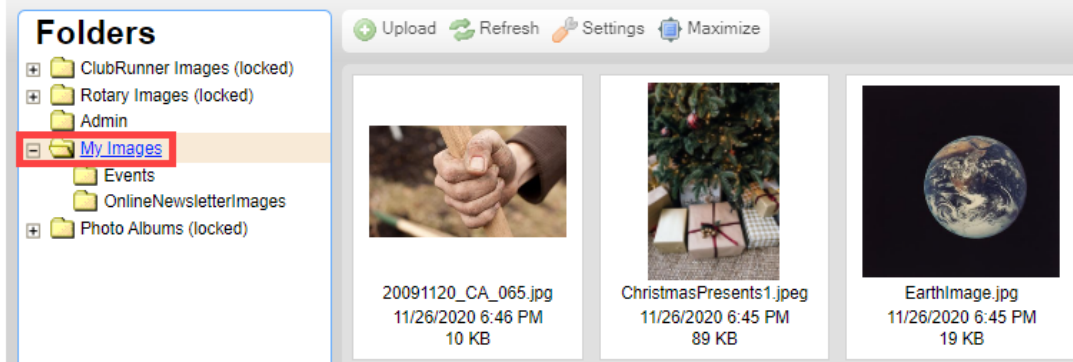 Folders
ClubRunner Images (locked)
Rotary Images (locked)
Admin
My Images
Events
OnlineNewsletterImages
Photo Albums (locked)
Upload Refresh Settings Maximize
20091120_CA_065.jpg
11/26/2020 6:46 PM
10 KB
ChristmasPresents1.jpeg
11/26/2020 6:45 PM
89 KB
EarthImage.jpg
11/26/2020 6:45 PM
19 KB